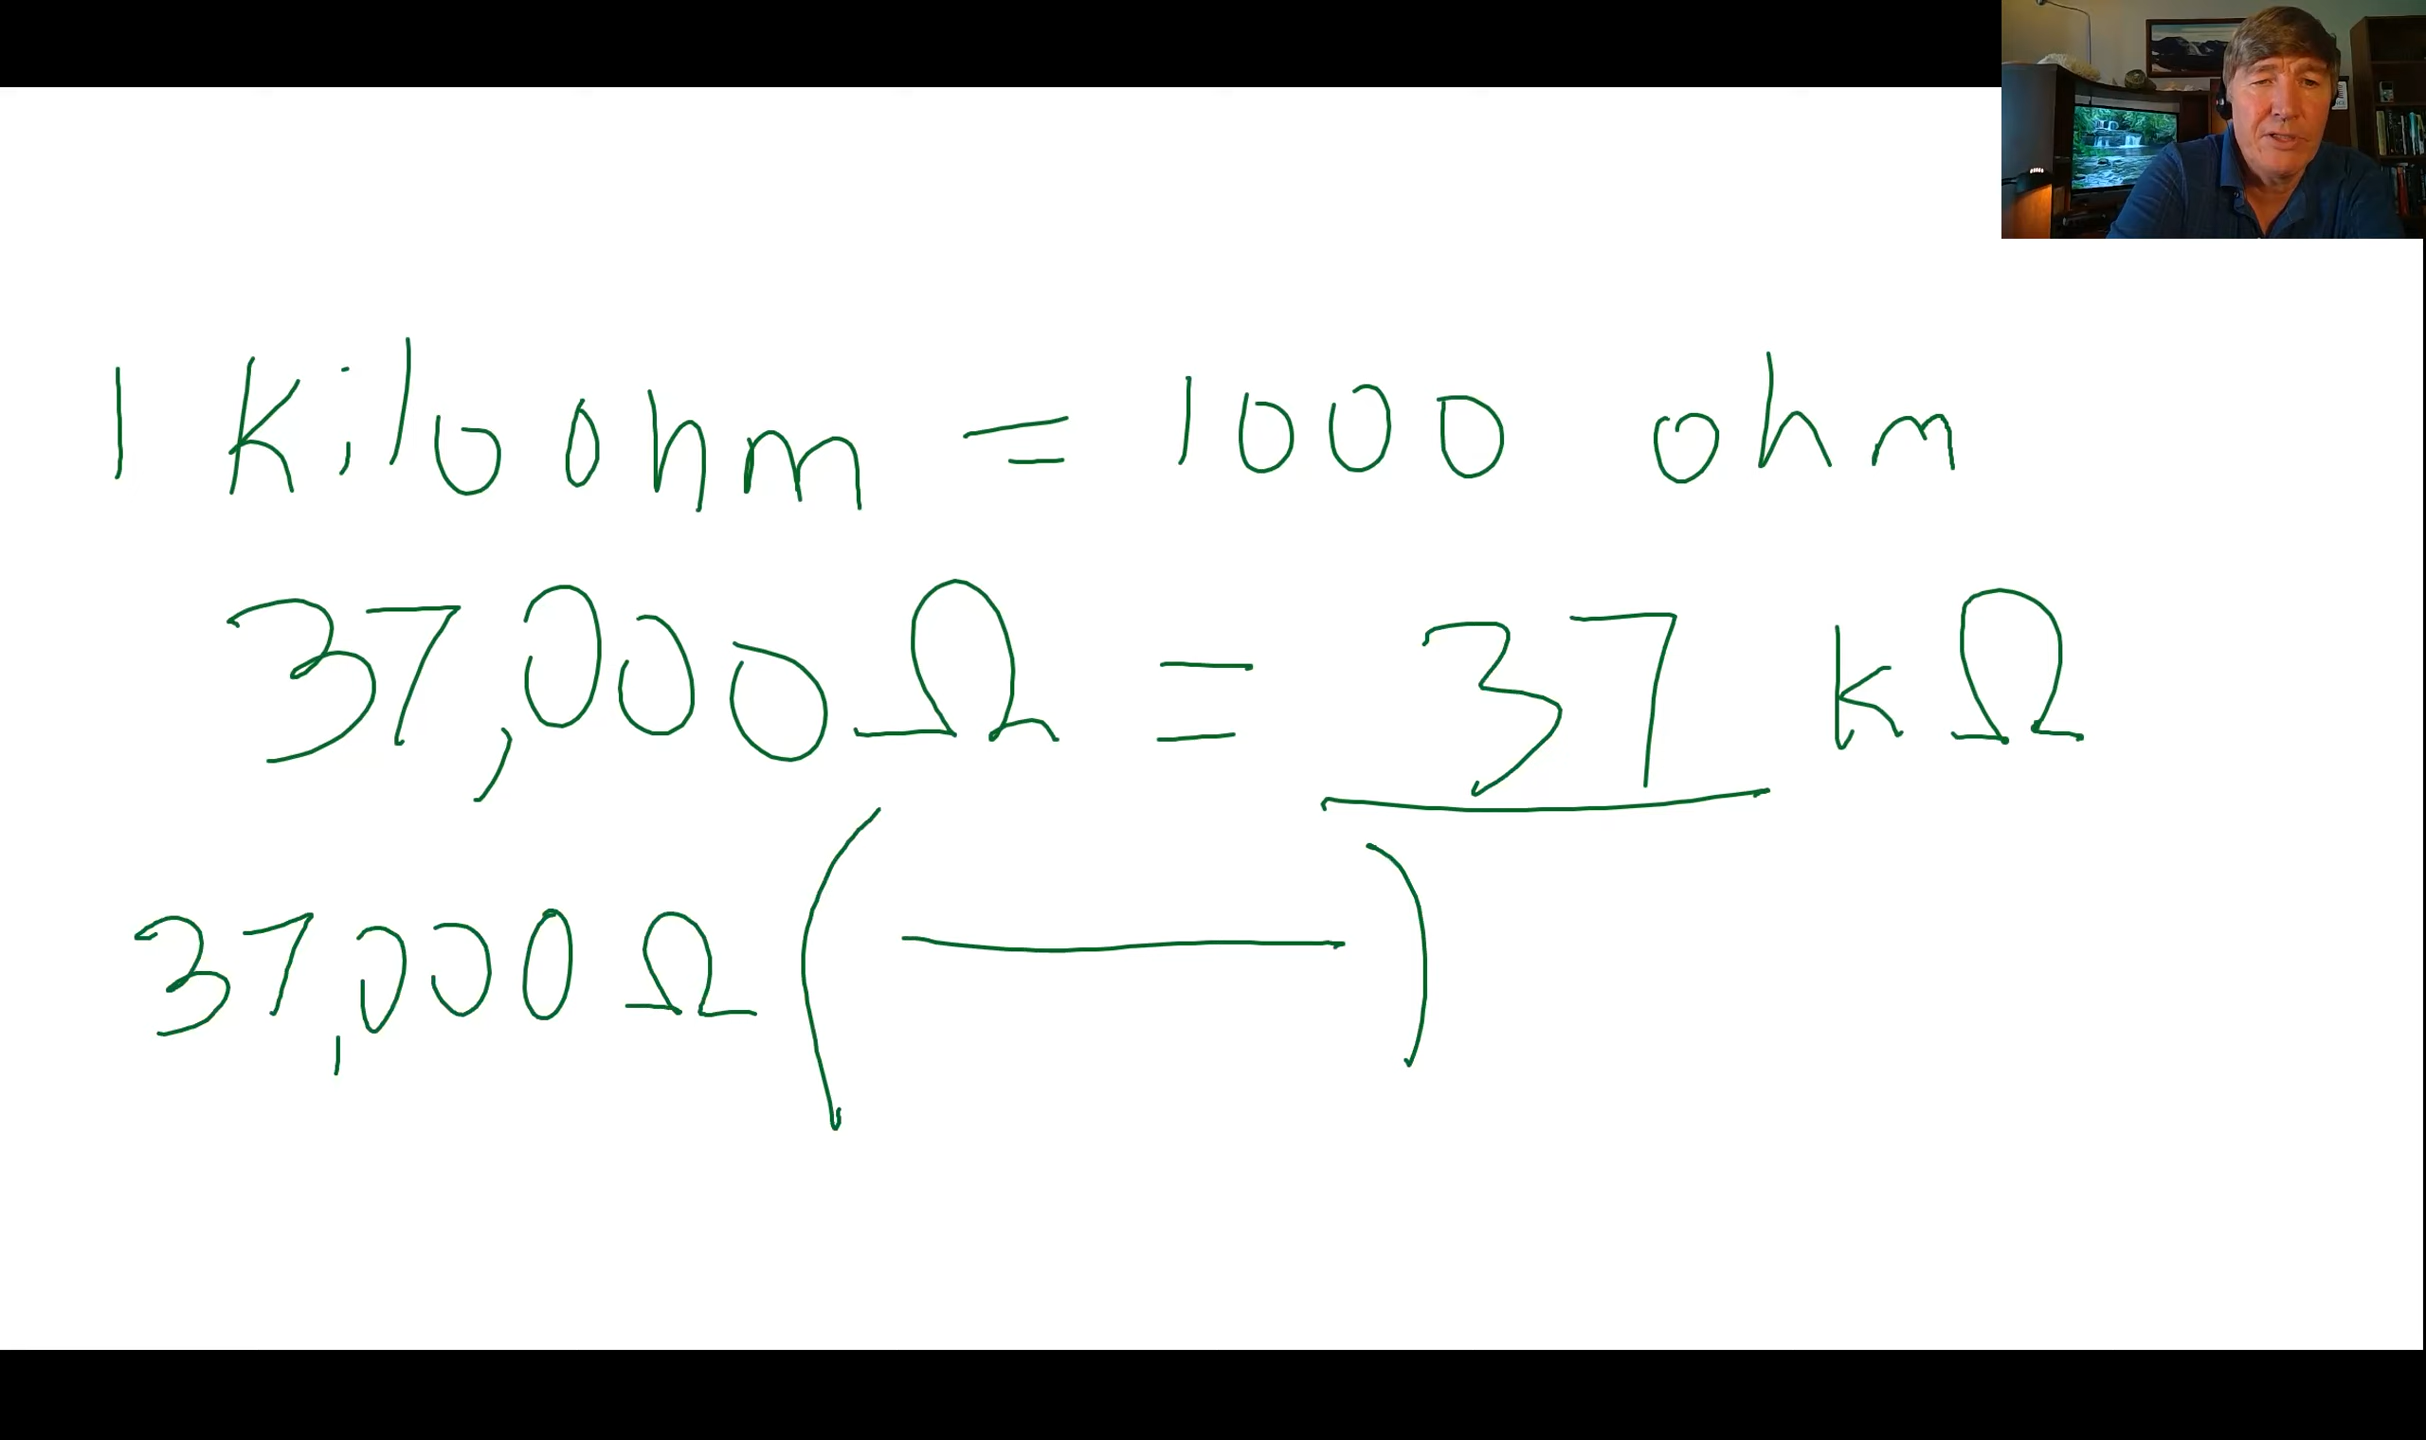 1 Kiloohm = 1000 ohm
37,000 Ω = 37 kΩ
37,000 Ω ( )